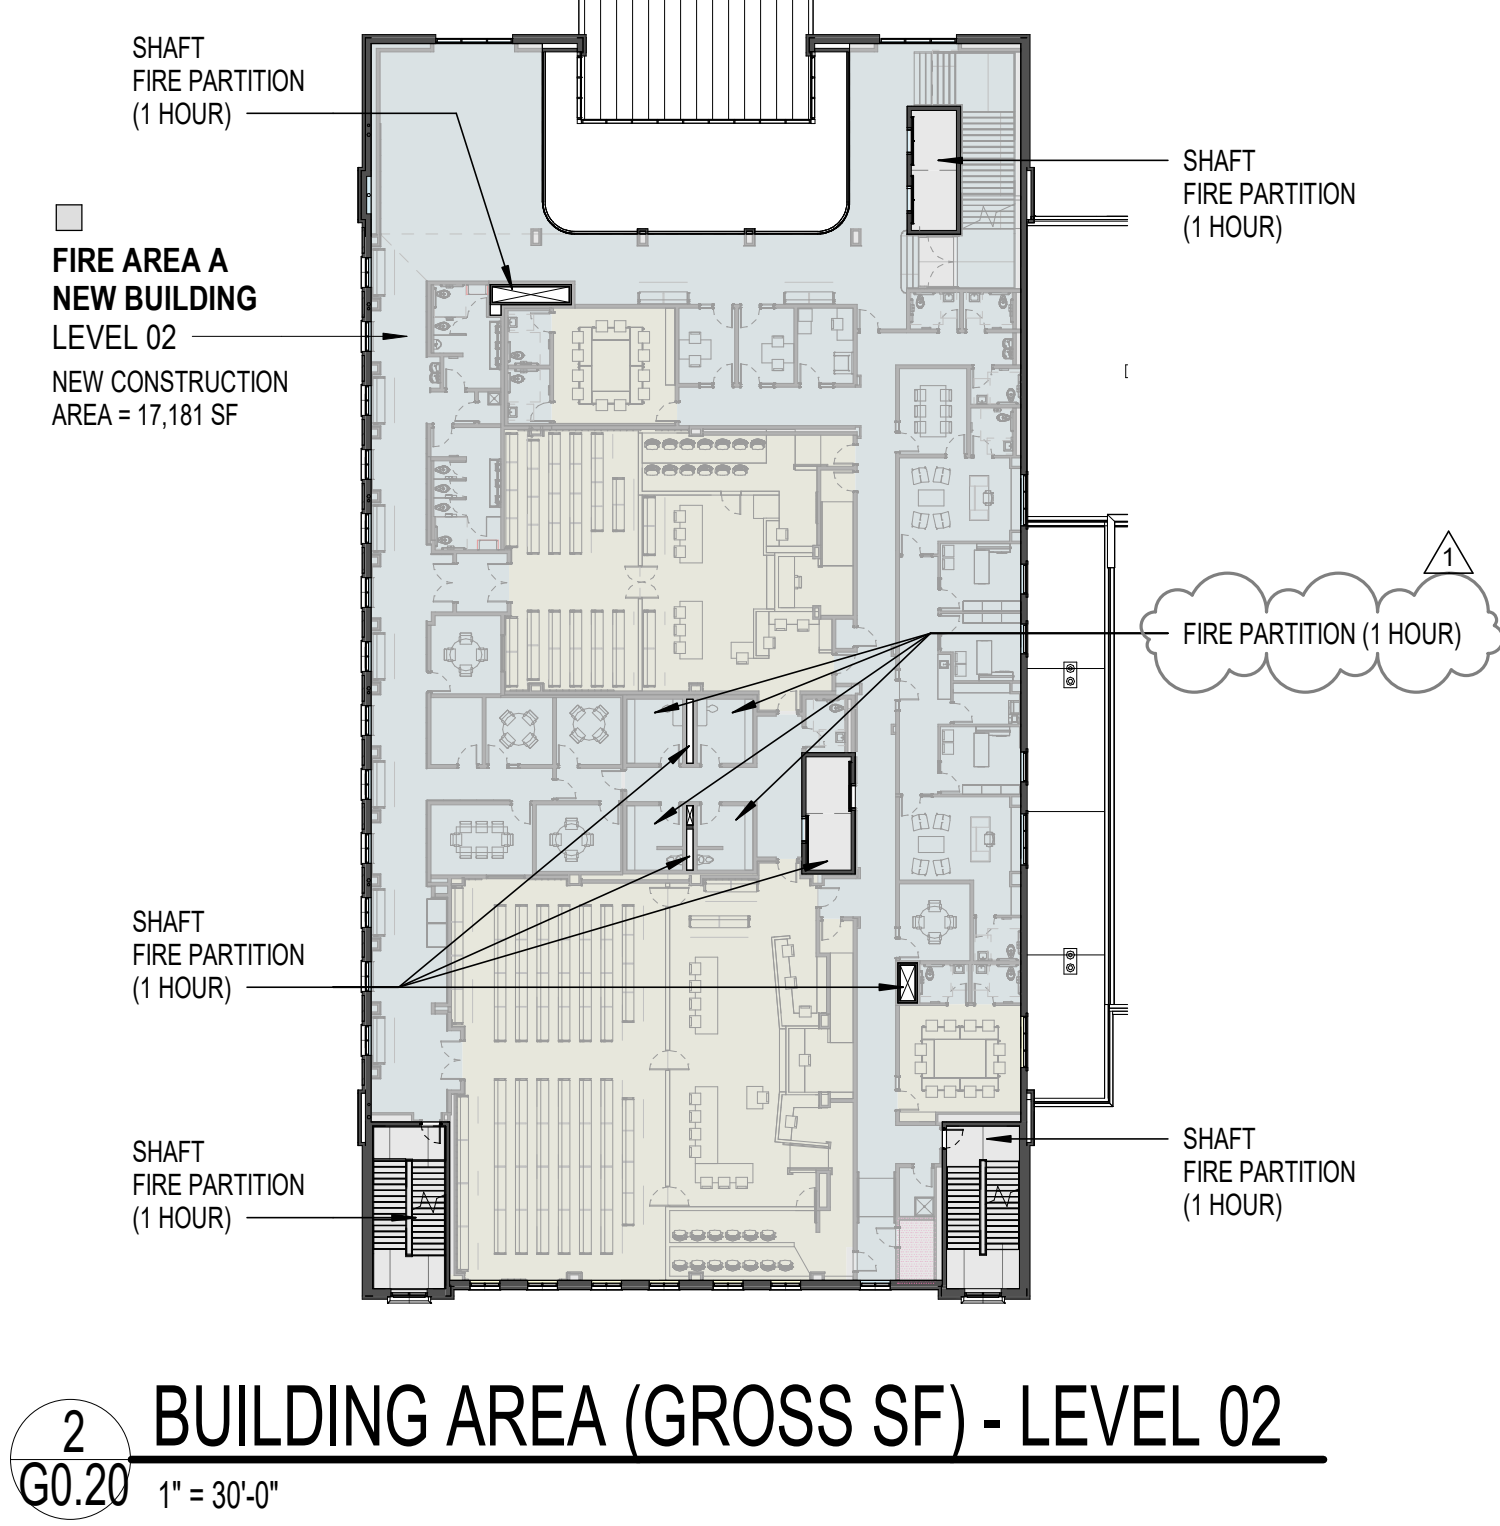 SHAFT
FIRE PARTITION
(1 HOUR)
SHAFT
FIRE PARTITION
(1 HOUR)
FIRE AREA A
NEW BUILDING
LEVEL 02
NEW CONSTRUCTION
AREA = 17,181 SF
1
FIRE PARTITION (1 HOUR)
SHAFT
FIRE PARTITION
(1 HOUR)
SHAFT
FIRE PARTITION
(1 HOUR)
SHAFT
FIRE PARTITION
(1 HOUR)
2
G0.20
BUILDING AREA (GROSS SF) - LEVEL 02
1" = 30'-0"